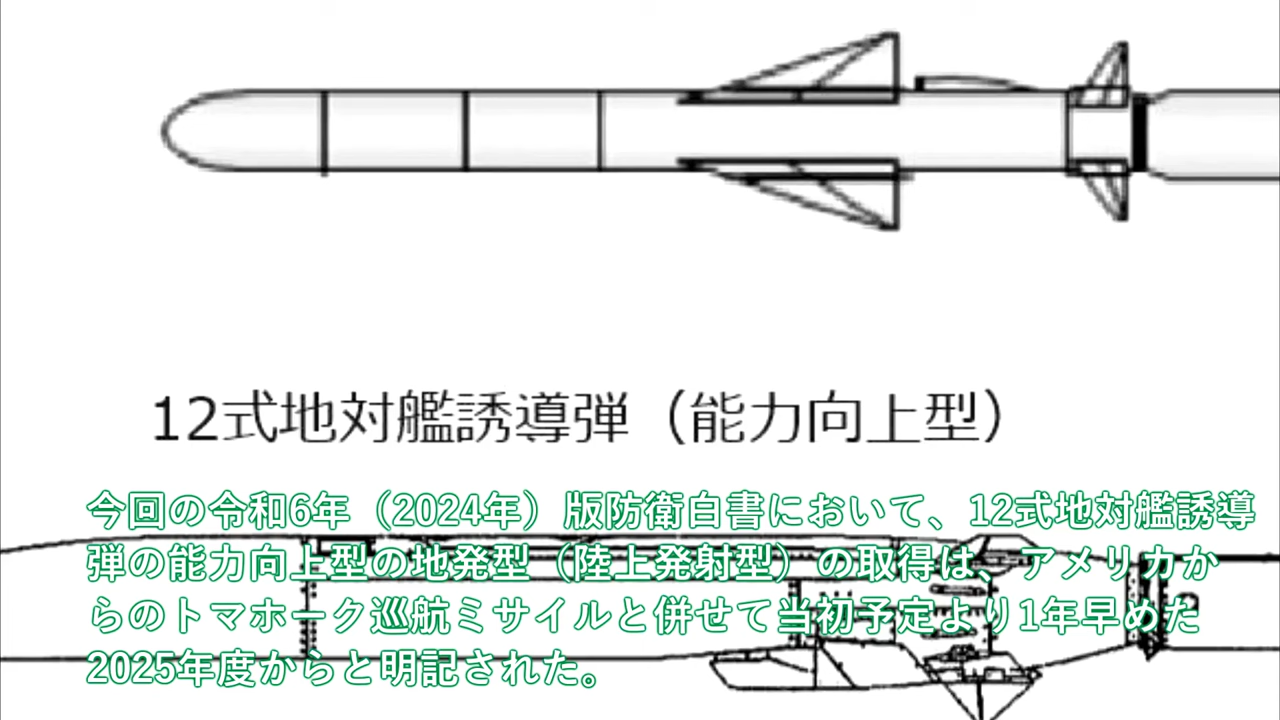 12式地対艦誘導弾（能力向上型）
今回の令和6年（2024年）版防衛白書において、12式地対艦誘導
弾の能力向上型の地発型（陸上発射型）の取得は、アメリカか
らのトマホーク巡航ミサイルと併せて当初予定より1年早めた
2025年度からと明記された。